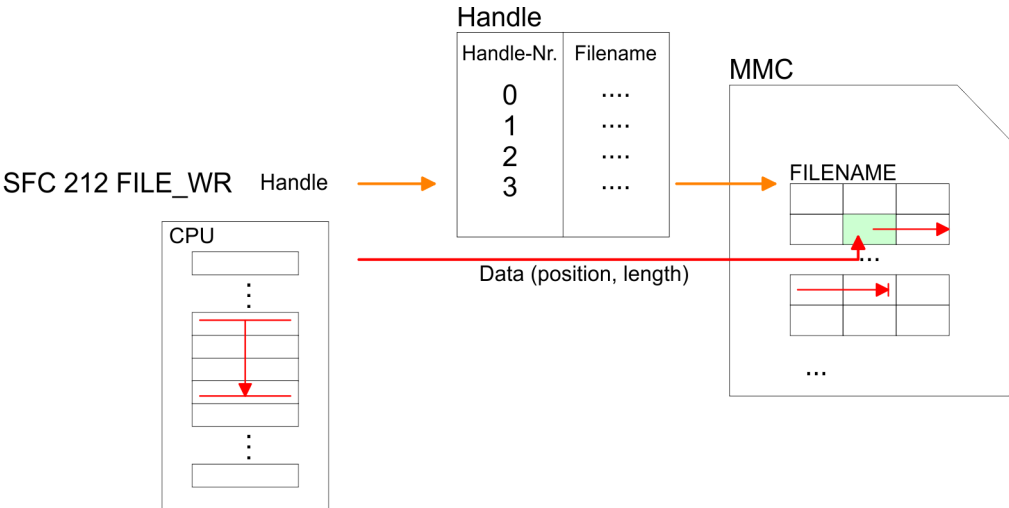 Handle
Handle-Nr. Filename
0 ....
1 ....
2 ....
3 ....
MMC
FILENAME
...
...
SFC 212 FILE_WR Handle
CPU
Data (position, length)